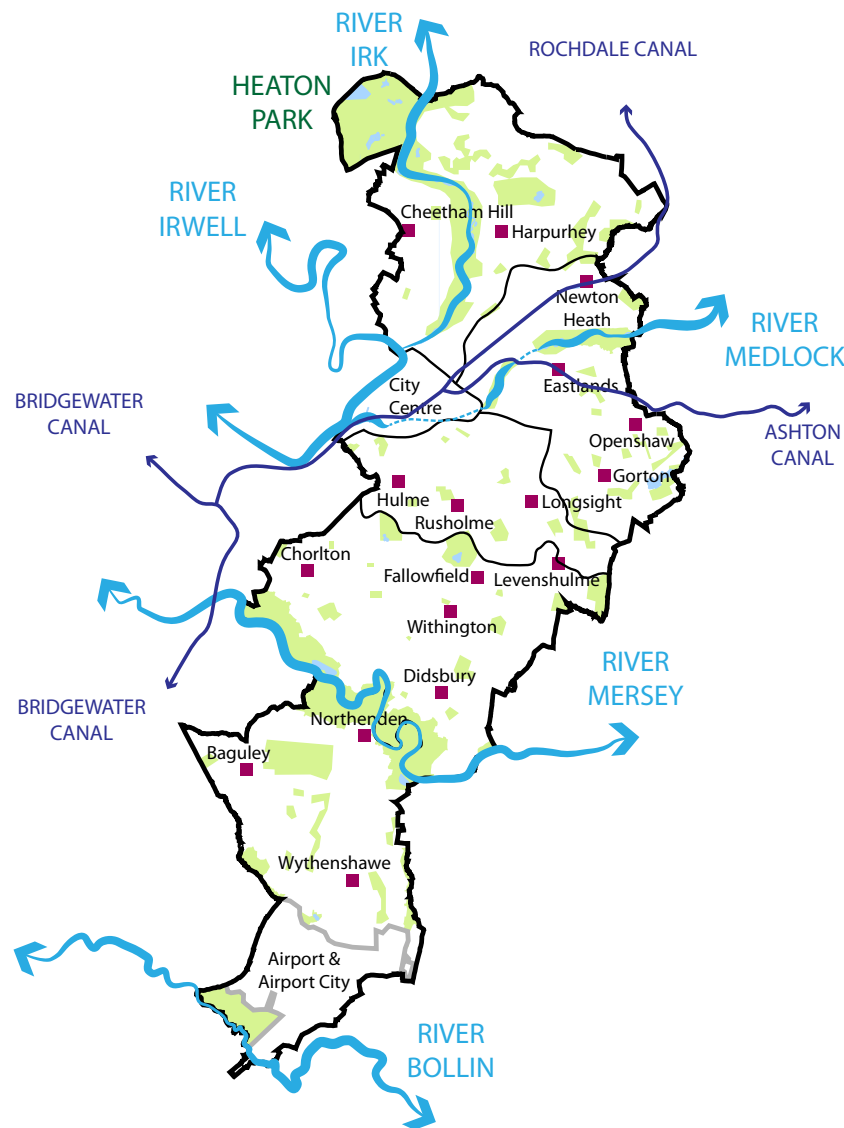 RIVER
IRK
ROCHDALE CANAL
HEATON
PARK
RIVER
IRWELL
Cheetham Hill
Harpurhey
Newton
Heath
RIVER
MEDLOCK
BRIDGEWATER
CANAL
City
Centre
Eastlands
Openshaw
ASHTON
CANAL
Gorton
Hulme
Rusholme
Longsight
Chorlton
Fallowfield
Levenshulme
Withington
RIVER
MERSEY
Didsbury
BRIDGEWATER
CANAL
Northenden
Baguley
Wythenshawe
Airport &
Airport City
RIVER
BOLLIN